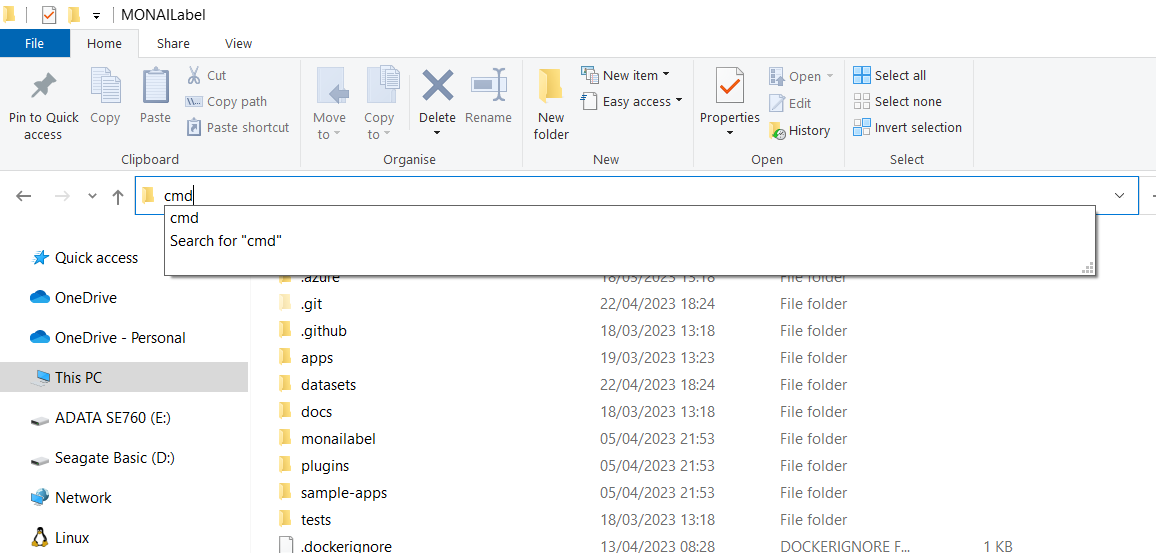 MONAILabel
File Home Share View
Pin to Quick access
Copy
Paste
Cut
Copy path
Paste shortcut
Clipboard
Move to
Copy to
Delete
Rename
Organise
New folder
New item
Easy access
New
Properties
Open
Edit
History
Open
Select all
Select none
Invert selection
Select
cmd
cmd
Search for "cmd"
Quick access
OneDrive
OneDrive - Personal
This PC
ADATA SE760 (E:)
Seagate Basic (D:)
Network
Linux
.azure 18/03/2023 13:18 File folder
.git 22/04/2023 18:24 File folder
.github 18/03/2023 13:18 File folder
apps 19/03/2023 13:23 File folder
datasets 22/04/2023 18:24 File folder
docs 18/03/2023 13:18 File folder
monailabel 05/04/2023 21:53 File folder
plugins 05/04/2023 21:53 File folder
sample-apps 05/04/2023 21:53 File folder
tests 18/03/2023 13:18 File folder
.dockerignore 13/04/2023 08:28 DOCKERIGNORE F... 1 KB